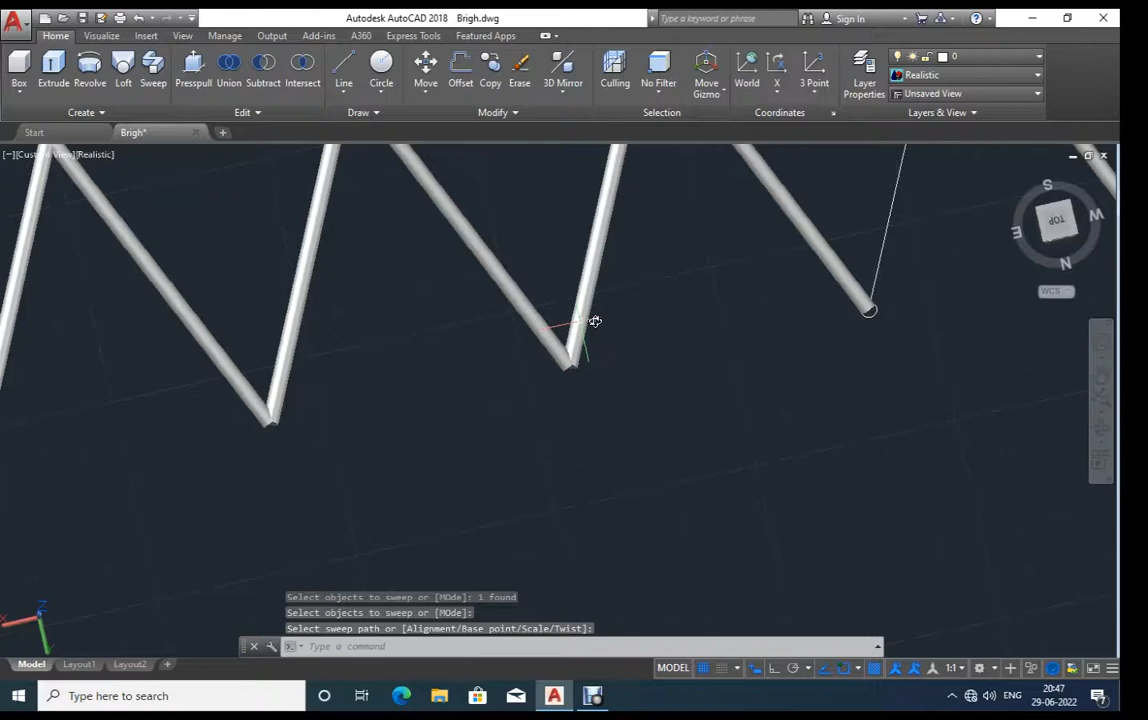 Autodesk AutoCAD 2018 Brigh.dwg
Type a keyword or phrase
Sign In
Home Visualize Insert View Manage Output Add-ins A360 Express Tools Featured Apps
Box Extrude Revolve Loft Sweep Presspull Union Subtract Intersect Line Circle Move Offset Copy Erase 3D Mirror Culling No Filter Move Gizmo World X 3 Point Layer Properties
0
Realistic
Unsaved View
Create Edit Draw Modify Selection Coordinates Layers & View
Start Brigh*
[−][Custom View][Realistic]
S
W
TOP
E
N
WCS
Z
X
Select objects to sweep or [MOde]: 1 found
Select objects to sweep or [MOde]:
Select sweep path or [Alignment/Base point/Scale/Twist]:
Type a command
Model Layout1 Layout2 +
MODEL
1:1
Type here to search
ENG
20:47
29-06-2022
7